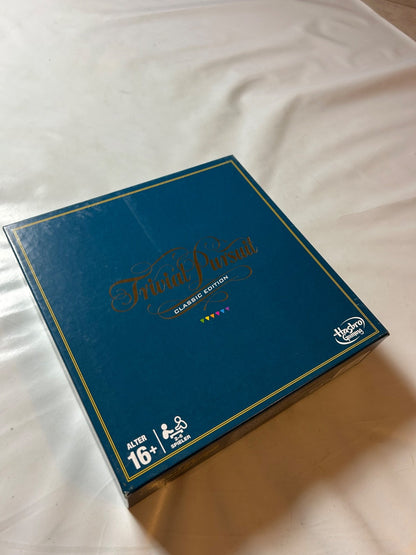 Trivial Pursuit
CLASSIC EDITION
Hasbro
Gaming
ALTER
16+
2-6
SPIELER